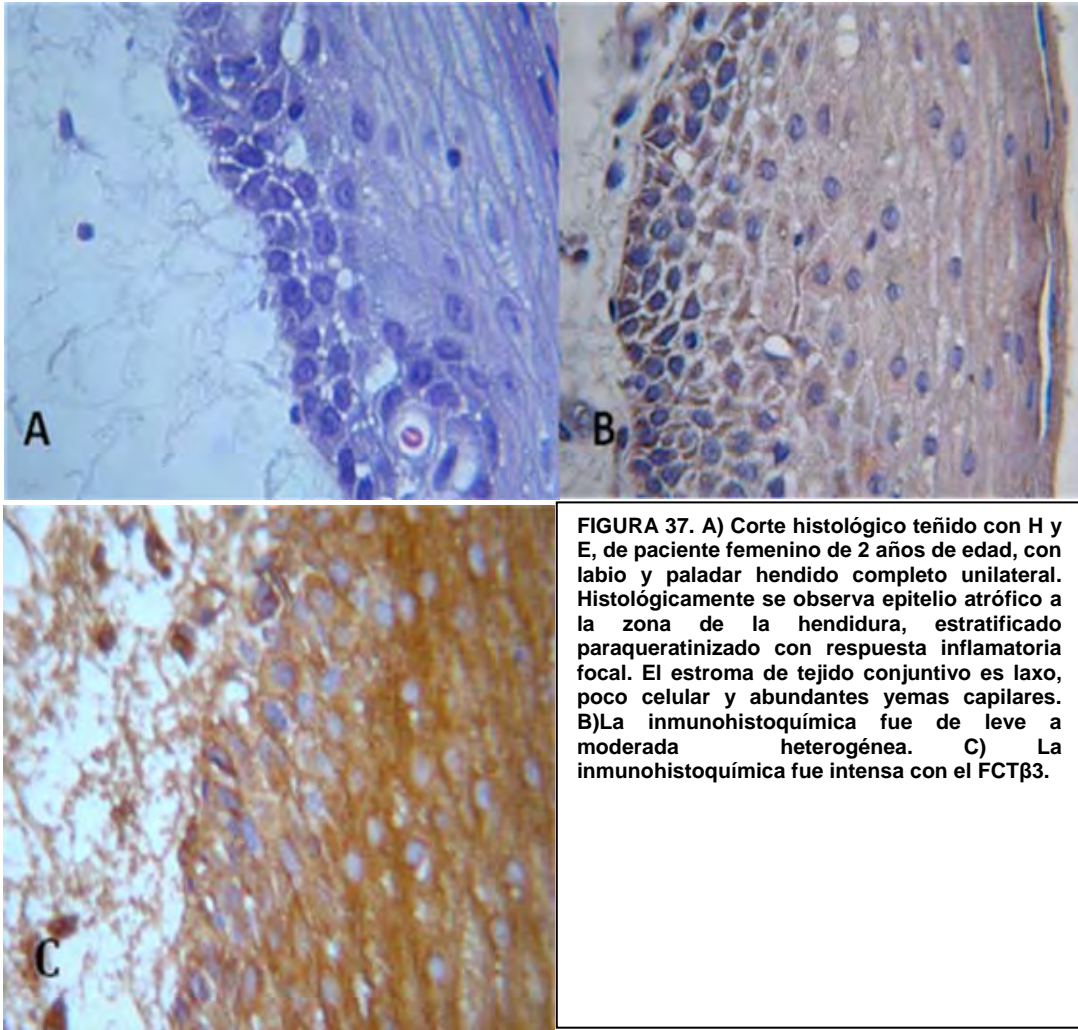 A
B
C
FIGURA 37. A) Corte histológico teñido con H y
E, de paciente femenino de 2 años de edad, con
labio y paladar hendido completo unilateral.
Histológicamente se observa epitelio atrófico a
la zona de la hendidura, estratificado
paraqueratinizado con respuesta inflamatoria
focal. El estroma de tejido conjuntivo es laxo,
poco celular y abundantes yemas capilares.
B)La inmunohistoquímica fue de leve a
moderada heterogénea. C) La
inmunohistoquímica fue intensa con el FCTβ3.